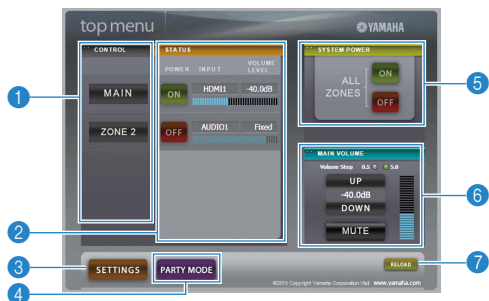 top menu
YAMAHA
CONTROL
MAIN
ZONE 2
STATUS
POWER INPUT VOLUME LEVEL
ON HDMI1 -40.0dB
OFF AUDIO1 Fixed
SYSTEM POWER
ALL ZONES
ON
OFF
MAIN VOLUME
Volume Step 0.5 5.0
UP
-40.0dB
DOWN
MUTE
SETTINGS
PARTY MODE
RELOAD
©2015 Copyright Yamaha Corporation Visit www.yamaha.com
1
2
3
4
5
6
7